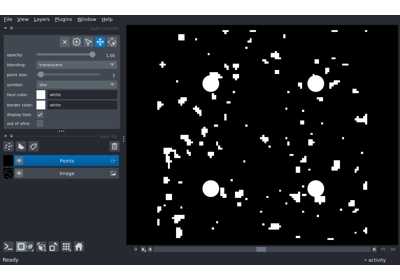 File View Layers Plugins Window Help
opacity: 1.00
blending: translucent
point size:
symbol: disc
face color: white
border color: white
display text:
out of slice:
Points
Image
Ready
activity